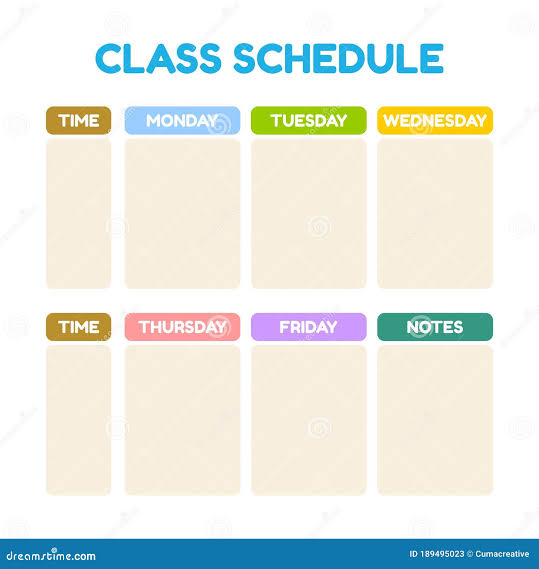 CLASS SCHEDULE
TIME MONDAY TUESDAY WEDNESDAY
TIME THURSDAY FRIDAY NOTES
dreamstime.com
ID 189495023 © Cumacreative